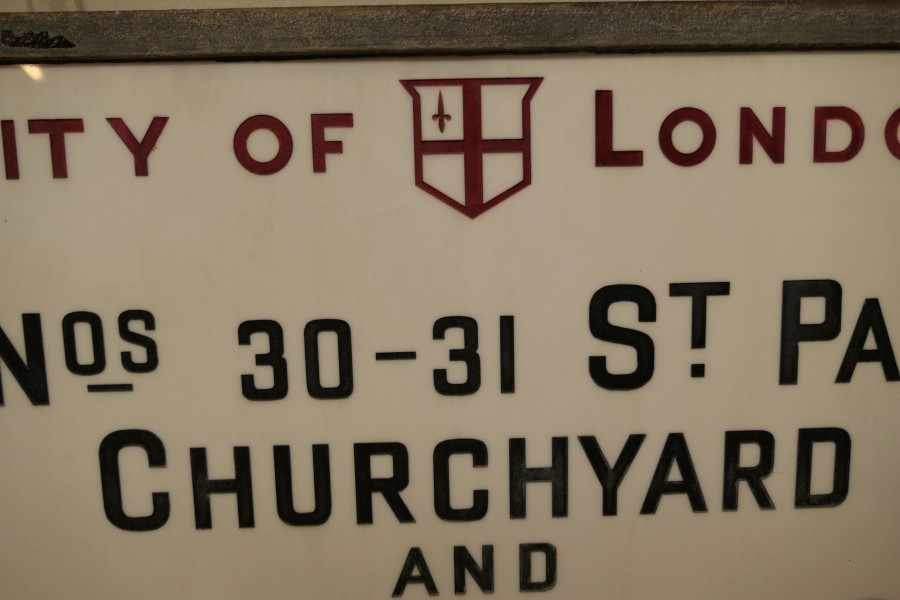 ITY OF LONDO
Nos 30-31 ST. PA
CHURCHYARD
AND